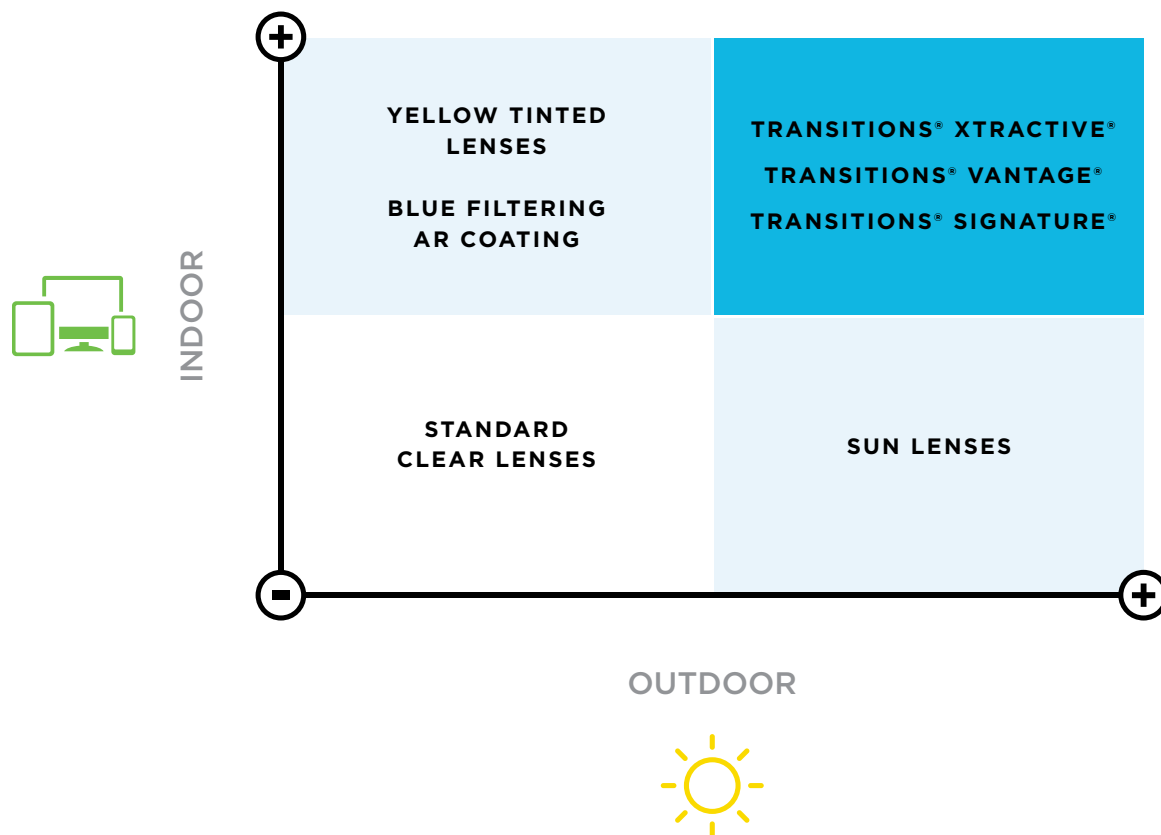 YELLOW TINTED
LENSES
BLUE FILTERING
AR COATING
TRANSITIONS® XTRACTIVE®
TRANSITIONS® VANTAGE®
TRANSITIONS® SIGNATURE®
INDOOR
STANDARD
CLEAR LENSES
SUN LENSES
OUTDOOR